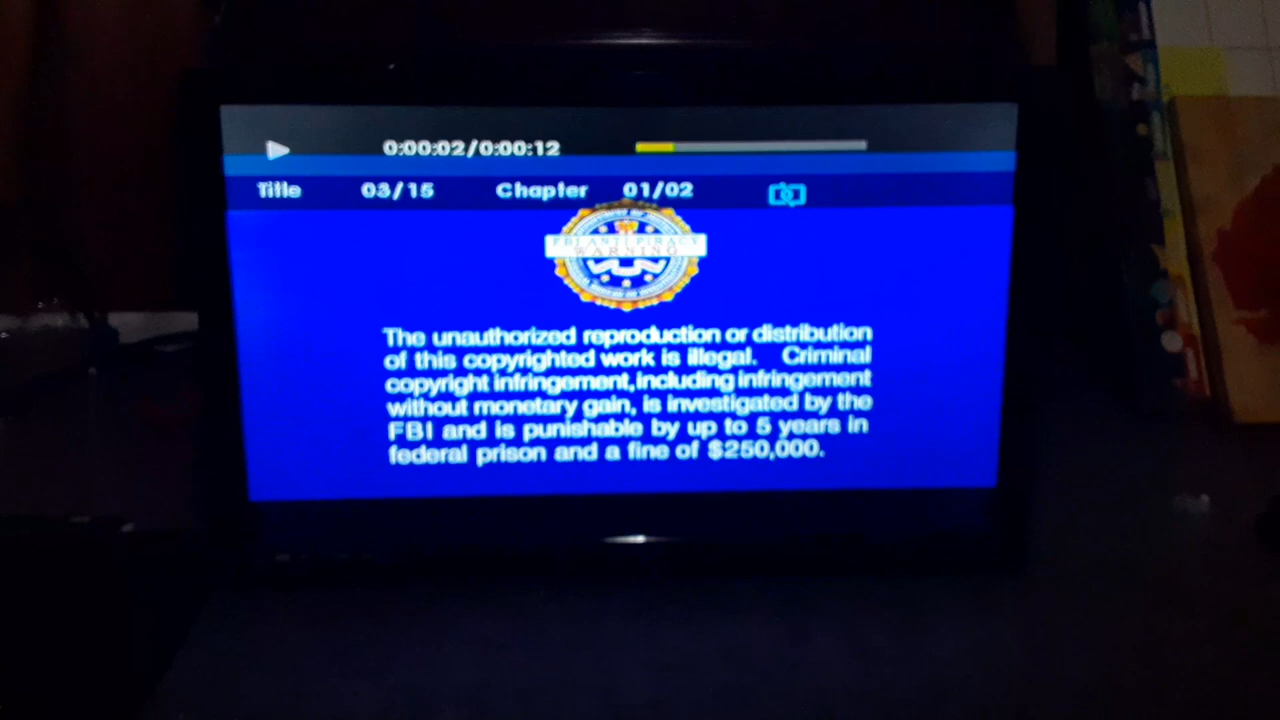 0:00:02/0:00:12
Title 03/15 Chapter 01/02
FBI ANTI PIRACY
WARNING
The unauthorized reproduction or distribution
of this copyrighted work is illegal. Criminal
copyright infringement, including infringement
without monetary gain, is investigated by the
FBI and is punishable by up to 5 years in
federal prison and a fine of $250,000.